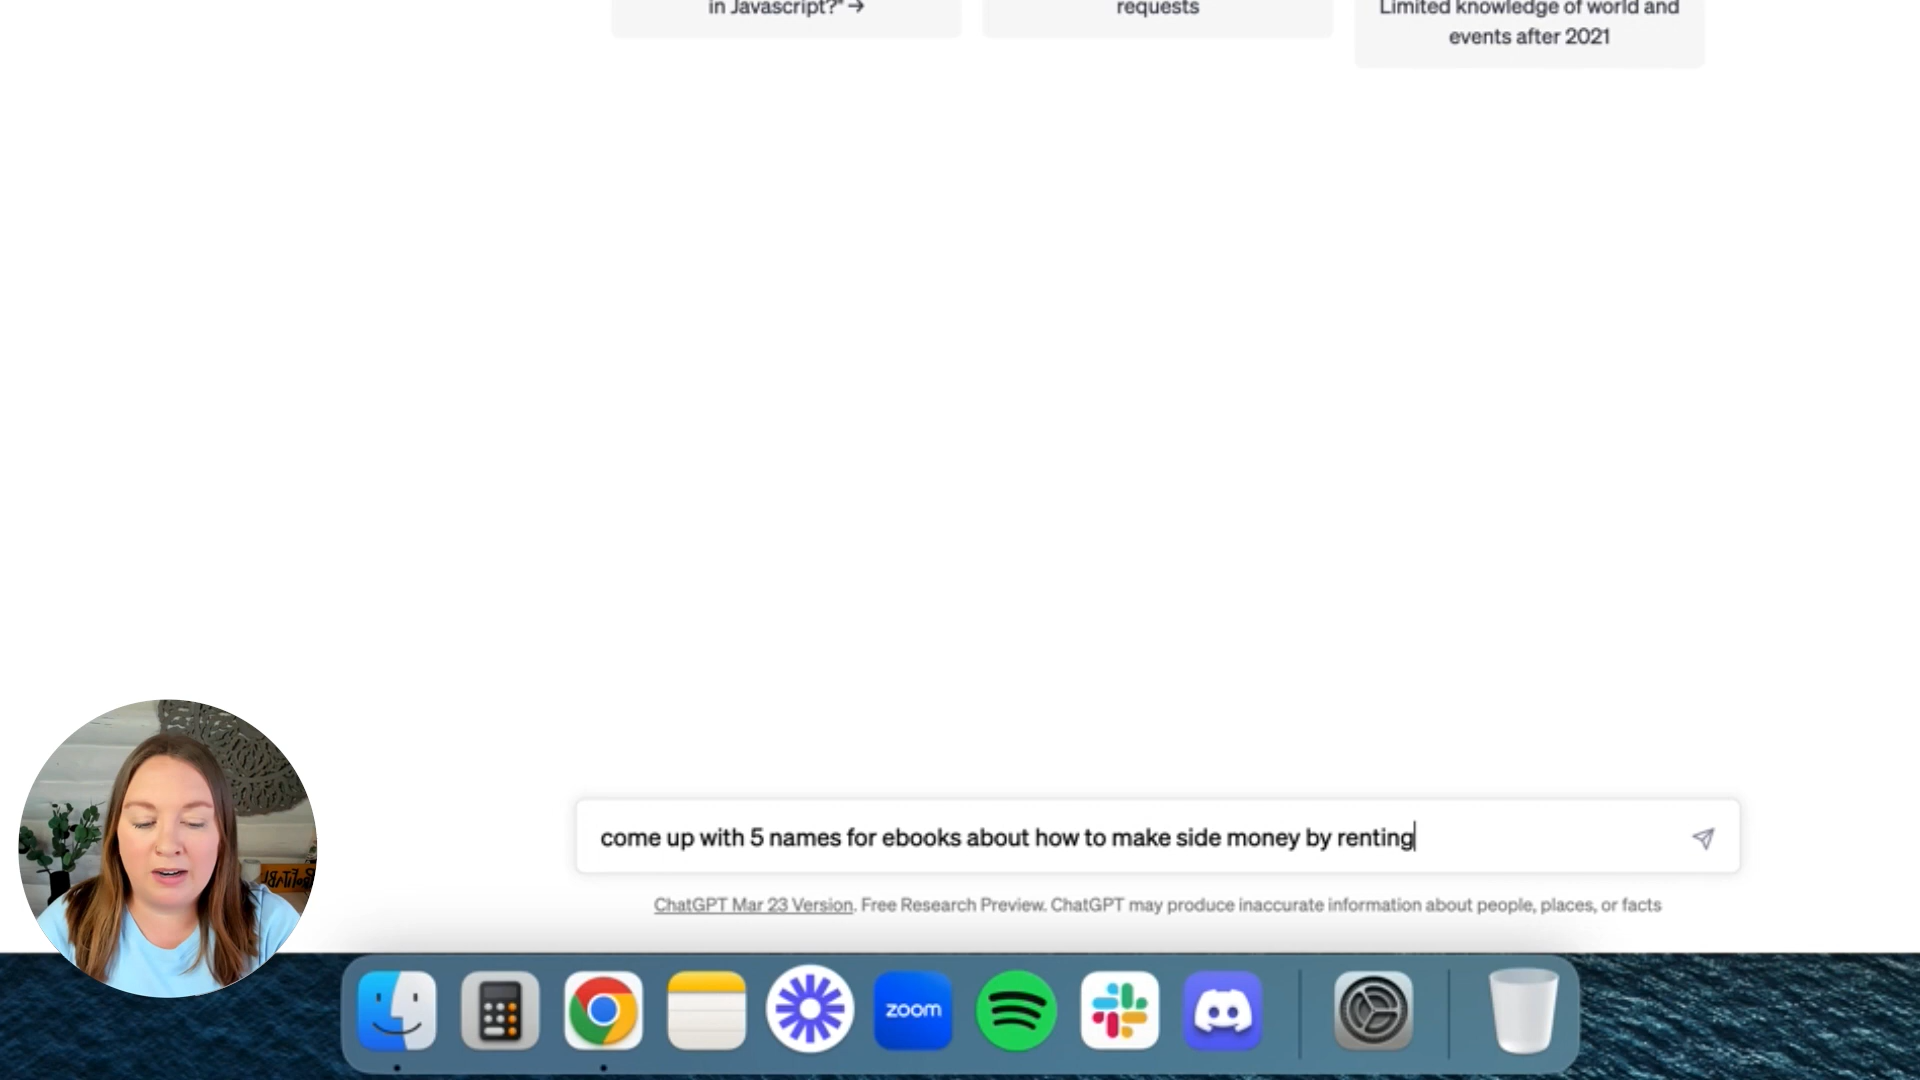 in Javascript?" →
requests
Limited knowledge of world and
events after 2021
come up with 5 names for ebooks about how to make side money by renting
ChatGPT Mar 23 Version. Free Research Preview. ChatGPT may produce inaccurate information about people, places, or facts
zoom